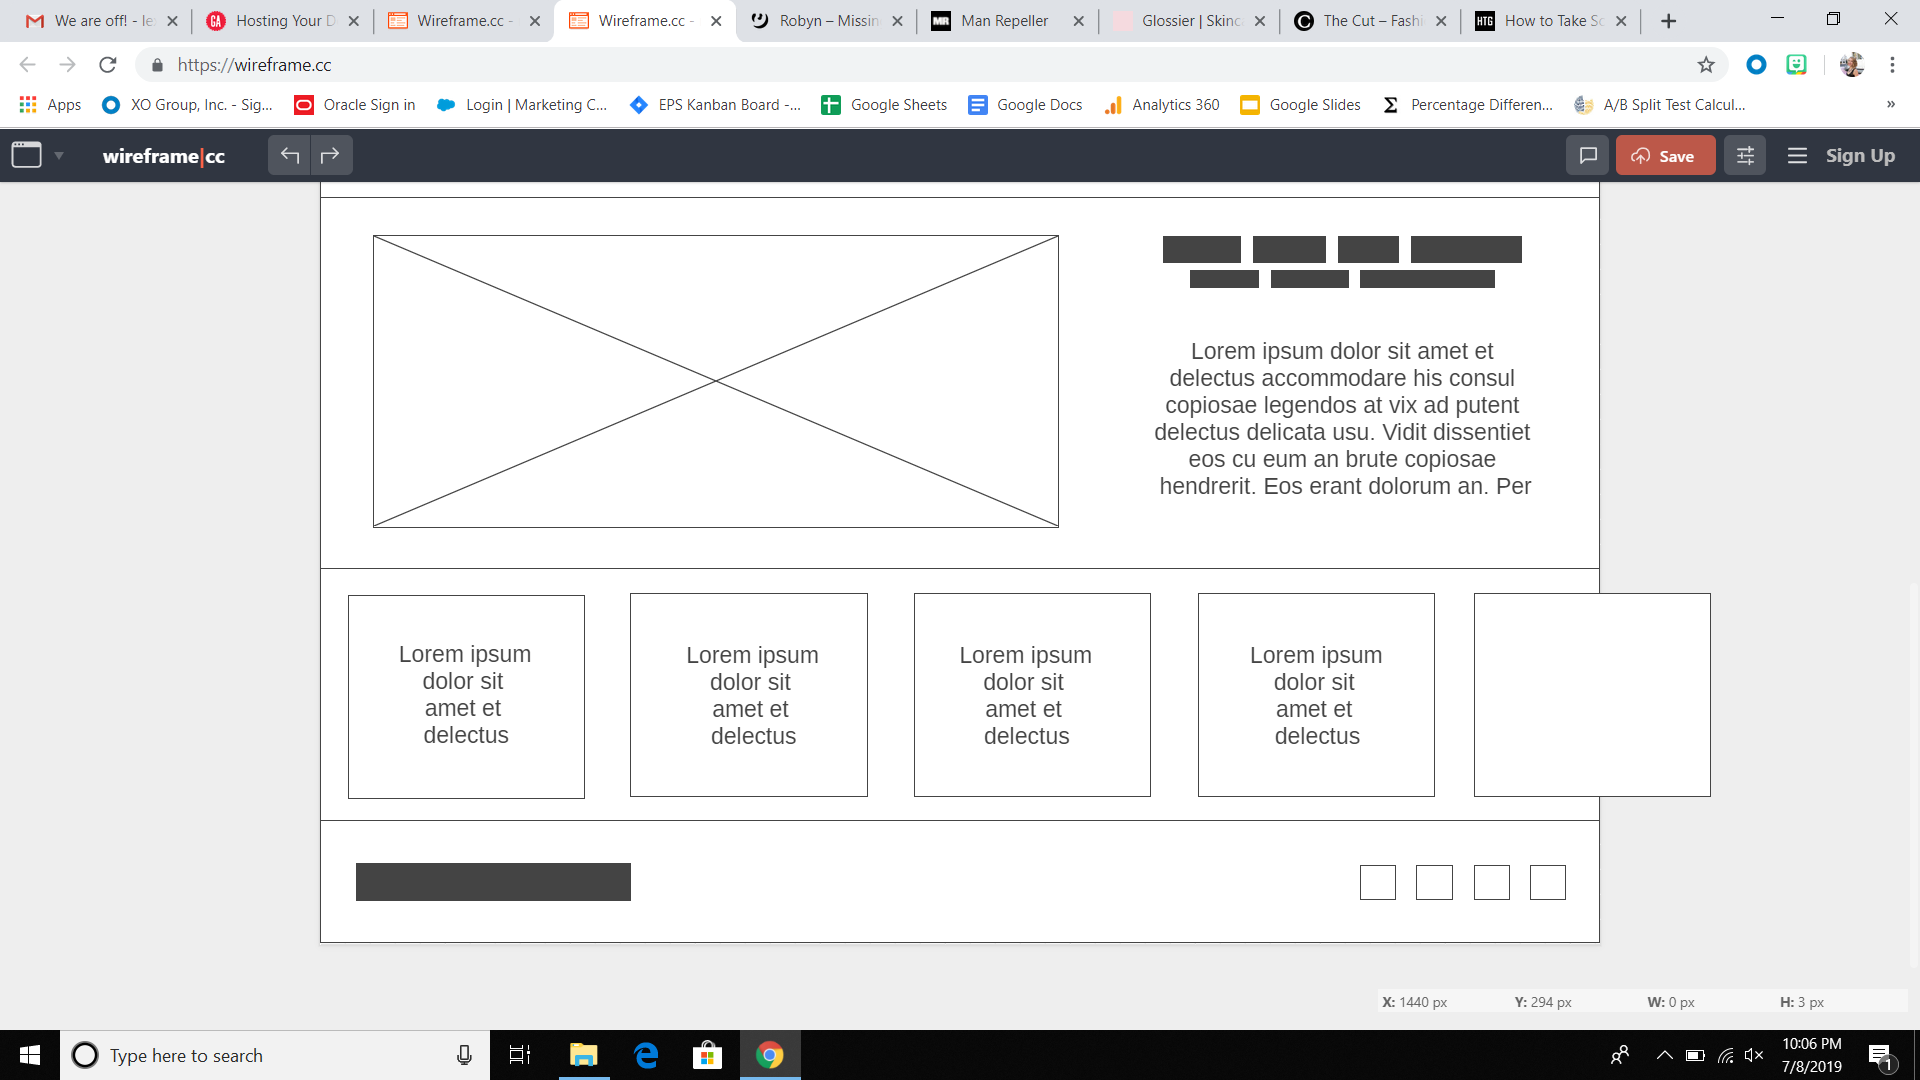 We are off! - le
Hosting Your D
Wireframe.cc -
Wireframe.cc -
Robyn – Missin
Man Repeller
Glossier | Skinc
The Cut – Fashi
How to Take Sc
https://wireframe.cc
Apps
XO Group, Inc. - Sig...
Oracle Sign in
Login | Marketing C...
EPS Kanban Board -...
Google Sheets
Google Docs
Analytics 360
Google Slides
Percentage Differen...
A/B Split Test Calcul...
»
wireframe|cc
Save
Sign Up
Lorem ipsum dolor sit amet et
delectus accommodare his consul
copiosae legendos at vix ad putent
delectus delicata usu. Vidit dissentiet
eos cu eum an brute copiosae
hendrerit. Eos erant dolorum an. Per
Lorem ipsum
dolor sit
amet et
delectus
Lorem ipsum
dolor sit
amet et
delectus
Lorem ipsum
dolor sit
amet et
delectus
Lorem ipsum
dolor sit
amet et
delectus
X: 1440 px Y: 294 px W: 0 px H: 3 px
Type here to search
10:06 PM
7/8/2019
1